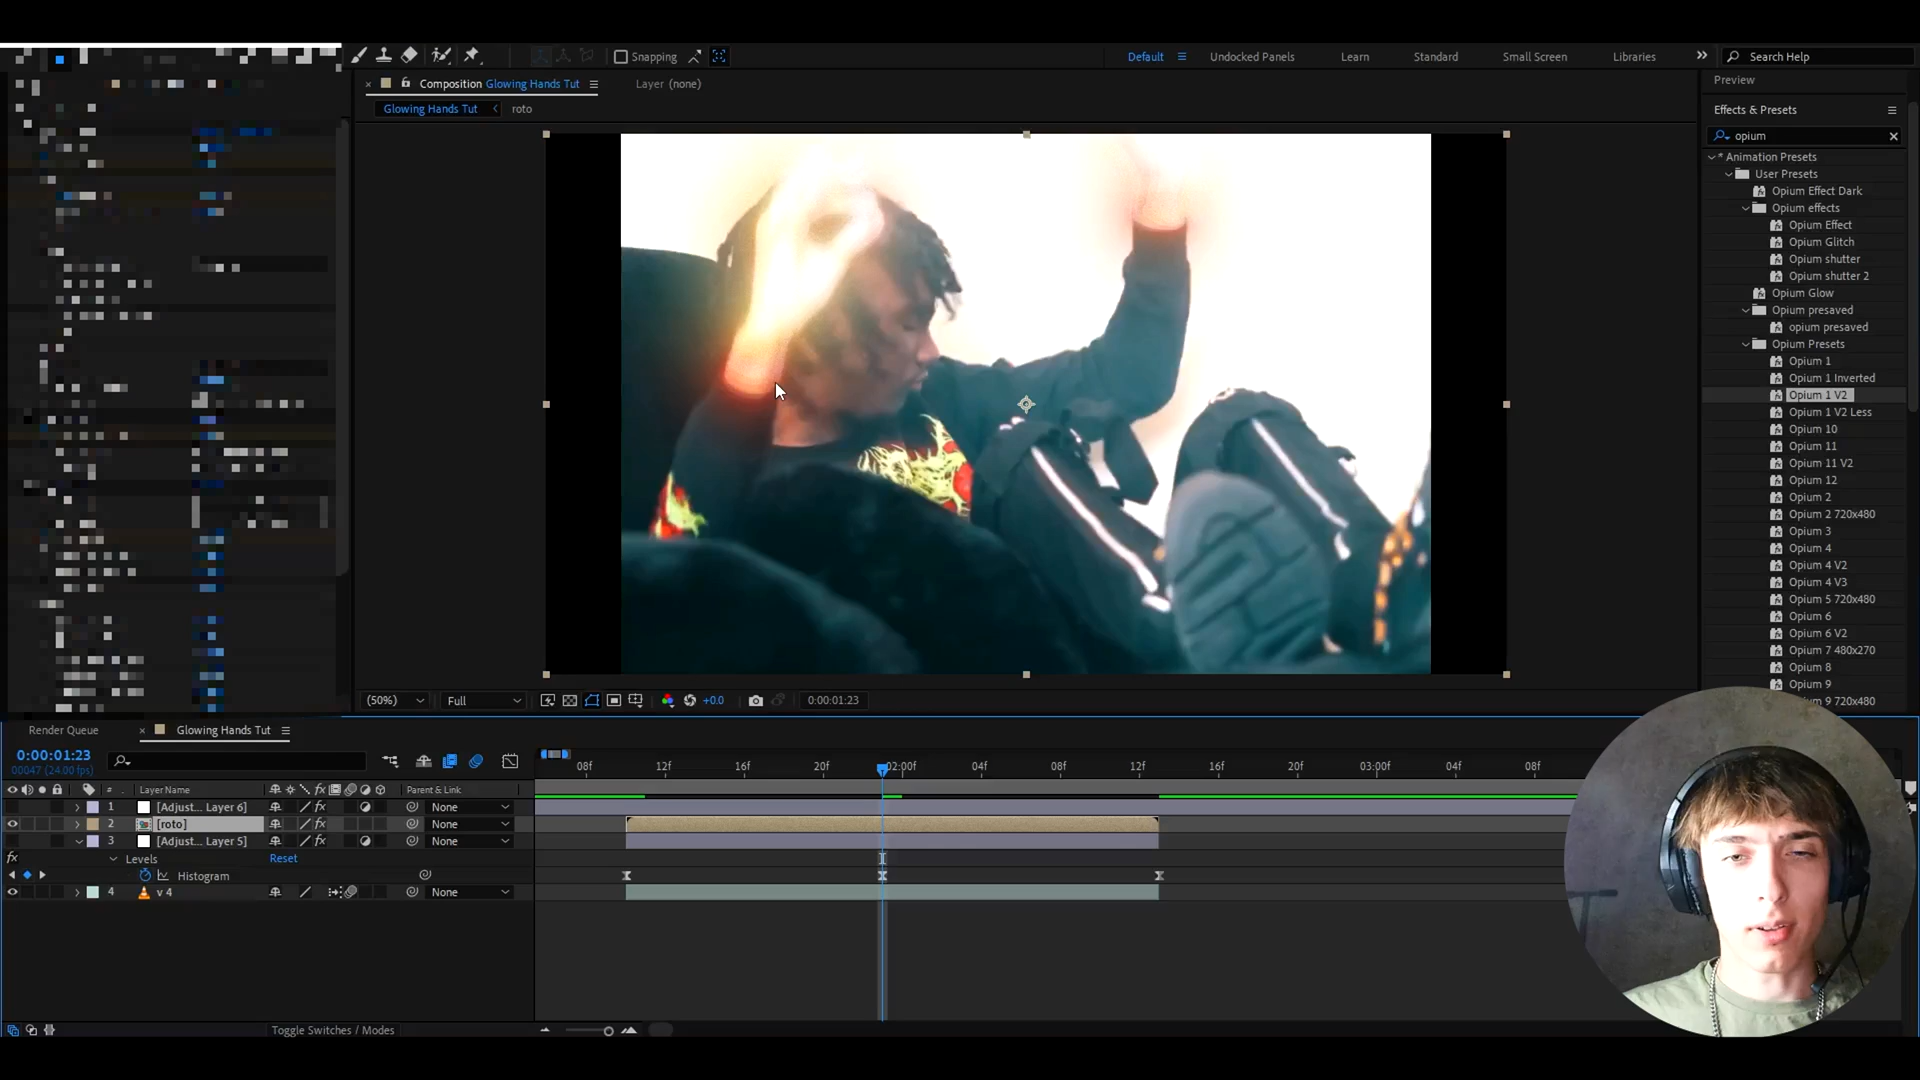 Snapping
Default
Undocked Panels
Learn
Standard
Small Screen
Libraries
Search Help
Composition Glowing Hands Tut
Layer (none)
Glowing Hands Tut
roto
Preview
Effects & Presets
opium
* Animation Presets
User Presets
Opium Effect Dark
Opium effects
Opium Effect
Opium Glitch
Opium shutter
Opium shutter 2
Opium Glow
Opium presaved
opium presaved
Opium Presets
Opium 1
Opium 1 Inverted
Opium 1 V2
Opium 1 V2 Less
Opium 10
Opium 11
Opium 11 V2
Opium 12
Opium 2
Opium 2 720x480
Opium 3
Opium 4
Opium 4 V2
Opium 4 V3
Opium 5 720x480
Opium 6
Opium 6 V2
Opium 7 480x270
Opium 8
Opium 9
Opium 9 720x480
(50%)
Full
+0.0
0:00:01:23
Render Queue
Glowing Hands Tut
0:00:01:23
00047 (24.00 fps)
08f 12f 16f 20f 02:00f 04f 08f 12f 16f 20f 03:00f 04f 08f
# Layer Name Parent & Link
1 [Adjust... Layer 6] None
2 [roto] None
3 [Adjust... Layer 5] None
Levels Reset
Histogram
4 v 4 None
Toggle Switches / Modes